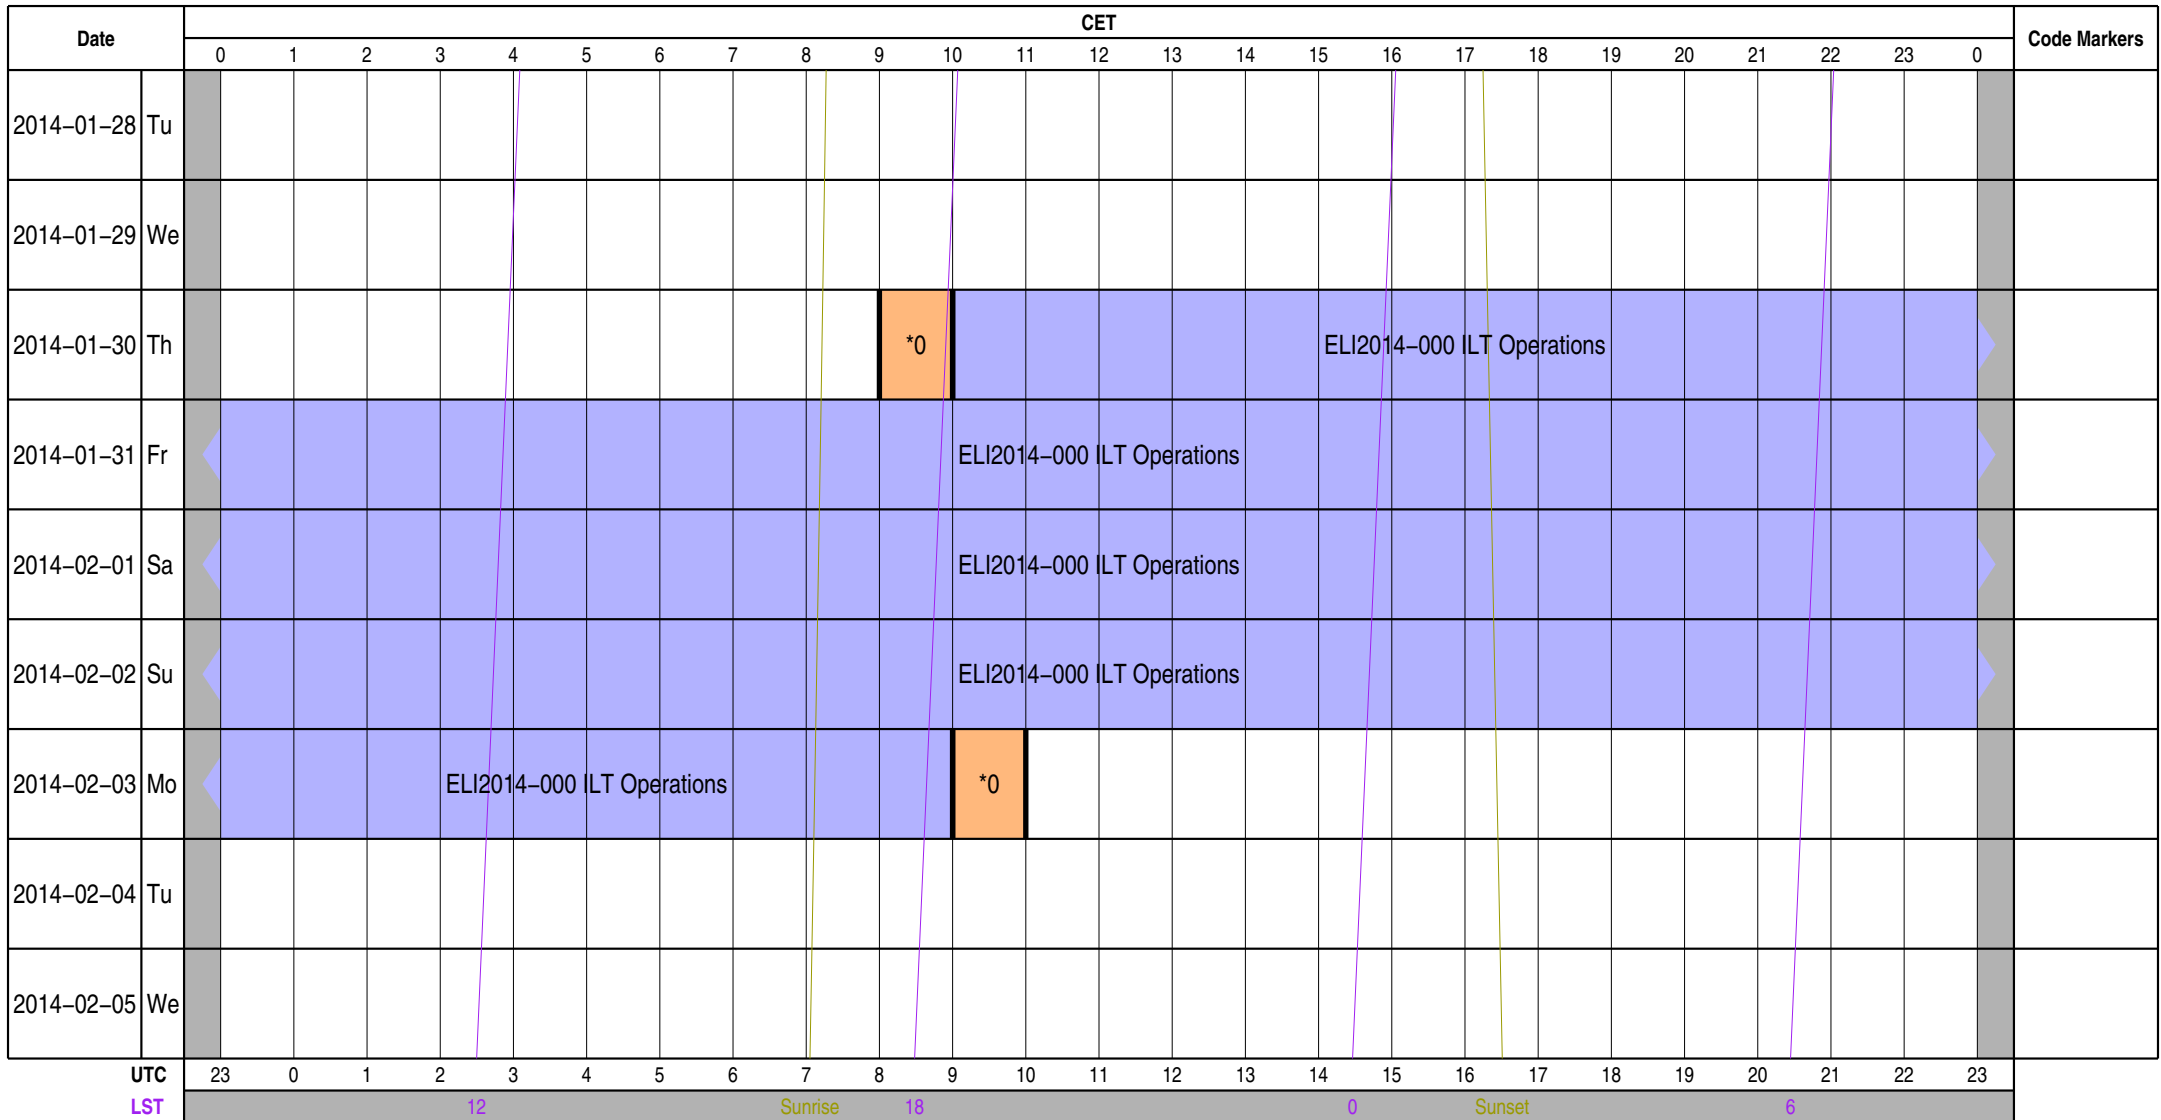 Date CET Code Markers
0 1 2 3 4 5 6 7 8 9 10 11 12 13 14 15 16 17 18 19 20 21 22 23 0
2014−01−28 Tu
2014−01−29 We
2014−01−30 Th *0 ELI2014−000 ILT Operations
2014−01−31 Fr ELI2014−000 ILT Operations
2014−02−01 Sa ELI2014−000 ILT Operations
2014−02−02 Su ELI2014−000 ILT Operations
2014−02−03 Mo ELI2014−000 ILT Operations *0
2014−02−04 Tu
2014−02−05 We
UTC 23 0 1 2 3 4 5 6 7 8 9 10 11 12 13 14 15 16 17 18 19 20 21 22 23
LST 12 Sunrise 18 0 Sunset 6